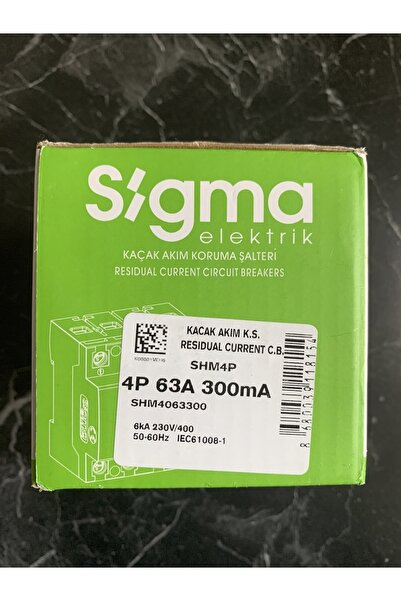 Sigma
elektrik
KAÇAK AKIM KORUMA ŞALTERİ
RESIDUAL CURRENT CIRCUIT BREAKERS
KACAK AKIM K.S.
RESIDUAL CURRENT C.B.
SHM4P
4P 63A 300mA
SHM4063300
6kA 230V/400
50-60Hz IEC61008-1